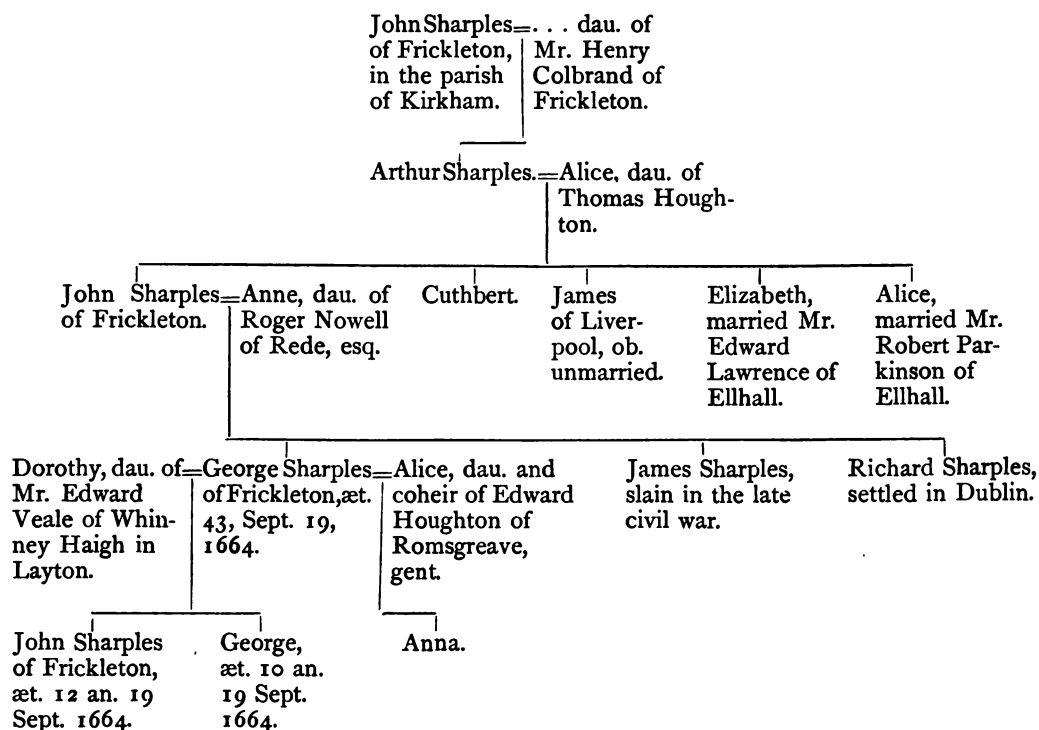 John Sharples=. . . dau. of
of Frickleton, Mr. Henry
in the parish Colbrand of
of Kirkham. Frickleton.
Arthur Sharples.=Alice, dau. of
Thomas Hough-
ton.
John Sharples=Anne, dau. of
of Frickleton. Roger Nowell
of Rede, esq.
Cuthbert.
James
of Liver-
pool, ob.
unmarried.
Elizabeth,
married Mr.
Edward
Lawrence of
Ellhall.
Alice,
married Mr.
Robert Par-
kinson of
Ellhall.
Dorothy, dau. of=George Sharples=Alice, dau. and
Mr. Edward
Veale of Whin-
ney Haigh in
Layton.
of Frickleton, æt.
43, Sept. 19,
1664.
coheir of Edward
Houghton of
Romsgreave,
gent.
James Sharples,
slain in the late
civil war.
Richard Sharples,
settled in Dublin.
John Sharples
of Frickleton,
æt. 12 an. 19
Sept. 1664.
George,
æt. 10 an.
19 Sept.
1664.
Anna.